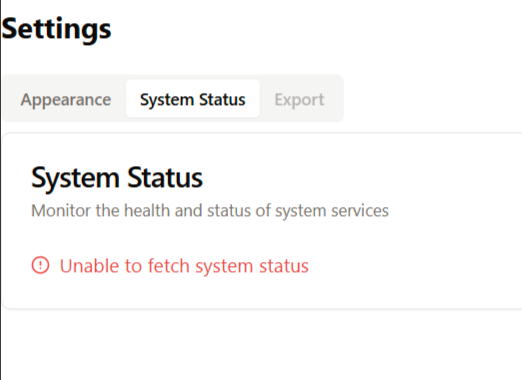 Settings
Appearance System Status Export
System Status
Monitor the health and status of system services
Unable to fetch system status